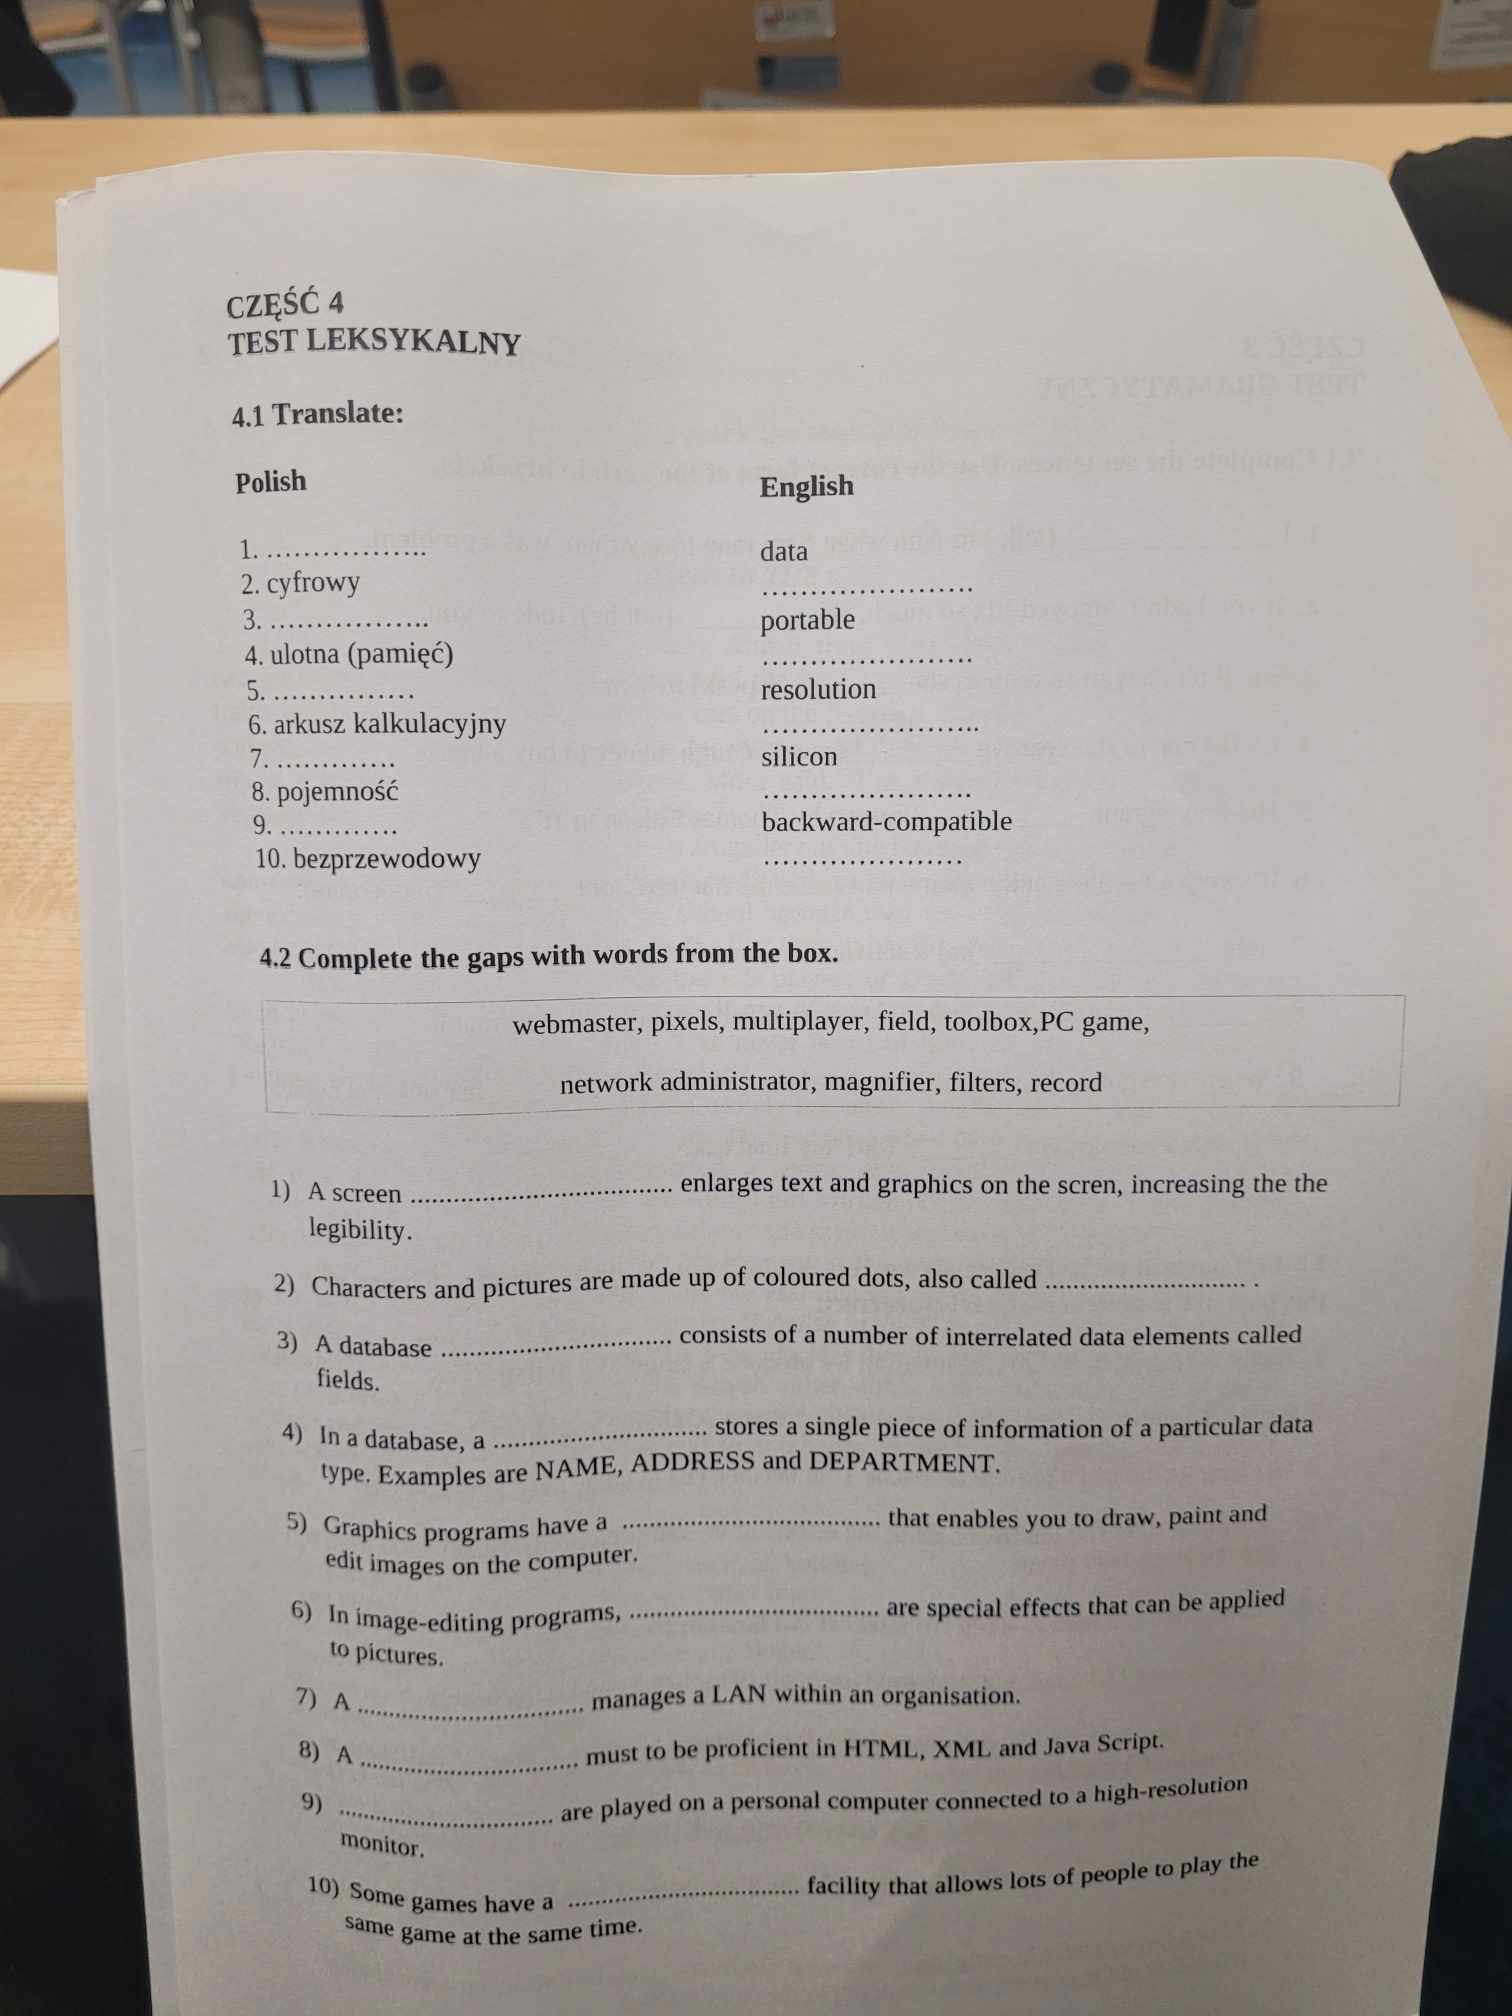 CZĘŚĆ 4
TEST LEKSYKALNY
4.1 Translate:
Polish English
1. ...................... data
2. cyfrowy ...........................
3. ...................... portable
4. ulotna (pamięć) ...........................
5. .................. resolution
6. arkusz kalkulacyjny ............................
7. ................ silicon
8. pojemność ...........................
9. ................ backward-compatible
10. bezprzewodowy ..........................
4.2 Complete the gaps with words from the box.
webmaster, pixels, multiplayer, field, toolbox,PC game,
network administrator, magnifier, filters, record
1) A screen ..................................... enlarges text and graphics on the scren, increasing the the
legibility.
2) Characters and pictures are made up of coloured dots, also called ............................. .
3) A database ................................. consists of a number of interrelated data elements called
fields.
4) In a database, a ............................... stores a single piece of information of a particular data
type. Examples are NAME, ADDRESS and DEPARTMENT.
5) Graphics programs have a ..................................... that enables you to draw, paint and
edit images on the computer.
6) In image-editing programs, ..................................... are special effects that can be applied
to pictures.
7) A ................................... manages a LAN within an organisation.
8) A ................................... must to be proficient in HTML, XML and Java Script.
9) ................................... are played on a personal computer connected to a high-resolution
monitor.
10) Some games have a ................................... facility that allows lots of people to play the
same game at the same time.